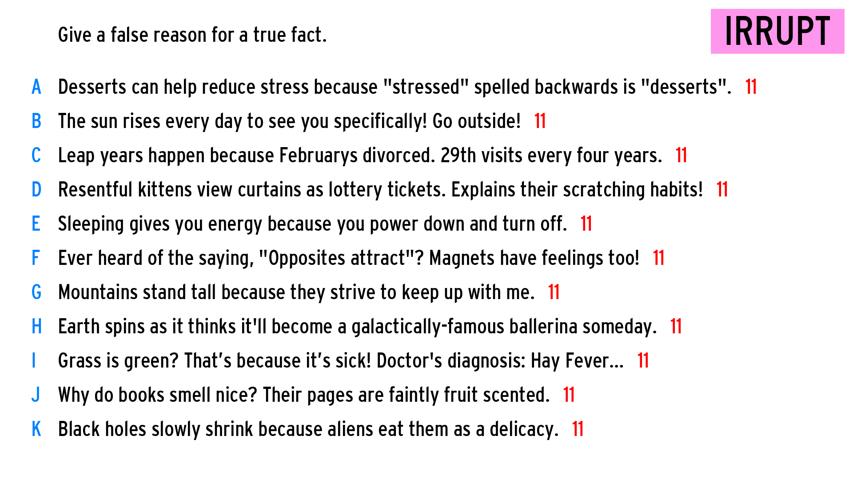 Give a false reason for a true fact.
IRRUPT
A Desserts can help reduce stress because "stressed" spelled backwards is "desserts". 11
B The sun rises every day to see you specifically! Go outside! 11
C Leap years happen because Februarys divorced. 29th visits every four years. 11
D Resentful kittens view curtains as lottery tickets. Explains their scratching habits! 11
E Sleeping gives you energy because you power down and turn off. 11
F Ever heard of the saying, "Opposites attract"? Magnets have feelings too! 11
G Mountains stand tall because they strive to keep up with me. 11
H Earth spins as it thinks it'll become a galactically-famous ballerina someday. 11
I Grass is green? That’s because it’s sick! Doctor's diagnosis: Hay Fever... 11
J Why do books smell nice? Their pages are faintly fruit scented. 11
K Black holes slowly shrink because aliens eat them as a delicacy. 11